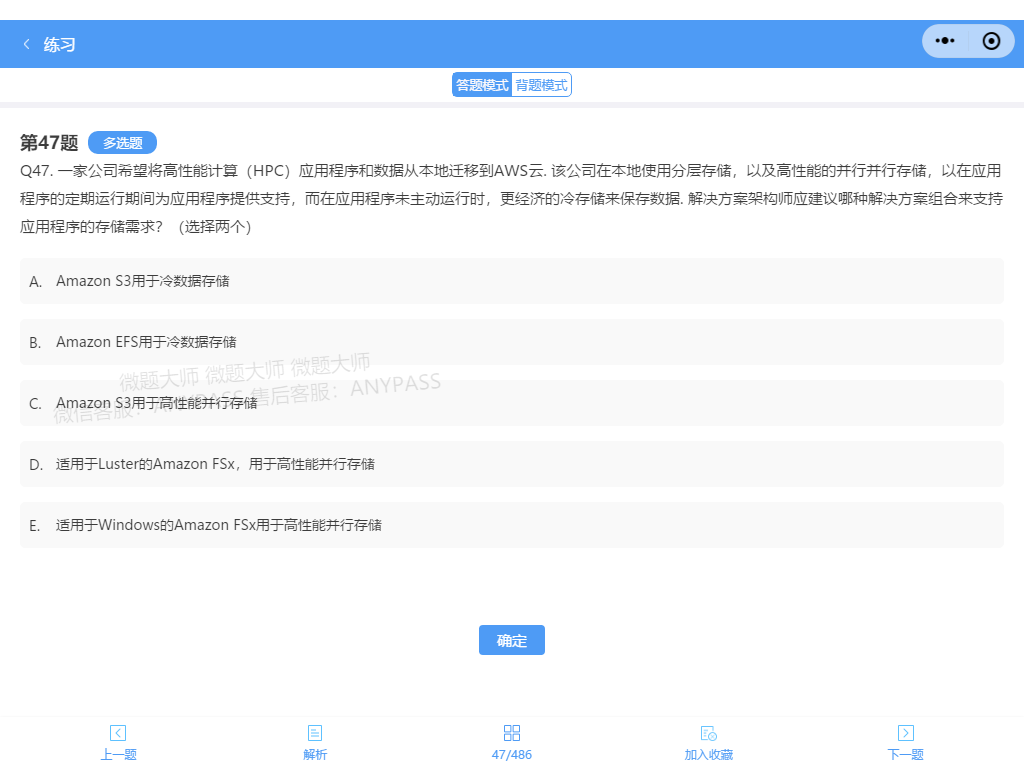 练习
答题模式 背题模式
第47题 多选题
Q47. 一家公司希望将高性能计算（HPC）应用程序和数据从本地迁移到AWS云. 该公司在本地使用分层存储，以及高性能的并行并行存储，以在应用
程序的定期运行期间为应用程序提供支持，而在应用程序未主动运行时，更经济的冷存储来保存数据. 解决方案架构师应建议哪种解决方案组合来支持
应用程序的存储需求？（选择两个）
A. Amazon S3用于冷数据存储
B. Amazon EFS用于冷数据存储
微题大师 微题大师 微题大师
微信客服：ANYPASS 售后客服：ANYPASS
C. Amazon S3用于高性能并行存储
D. 适用于Luster的Amazon FSx，用于高性能并行存储
E. 适用于Windows的Amazon FSx用于高性能并行存储
确定
上一题 解析 47/486 加入收藏 下一题